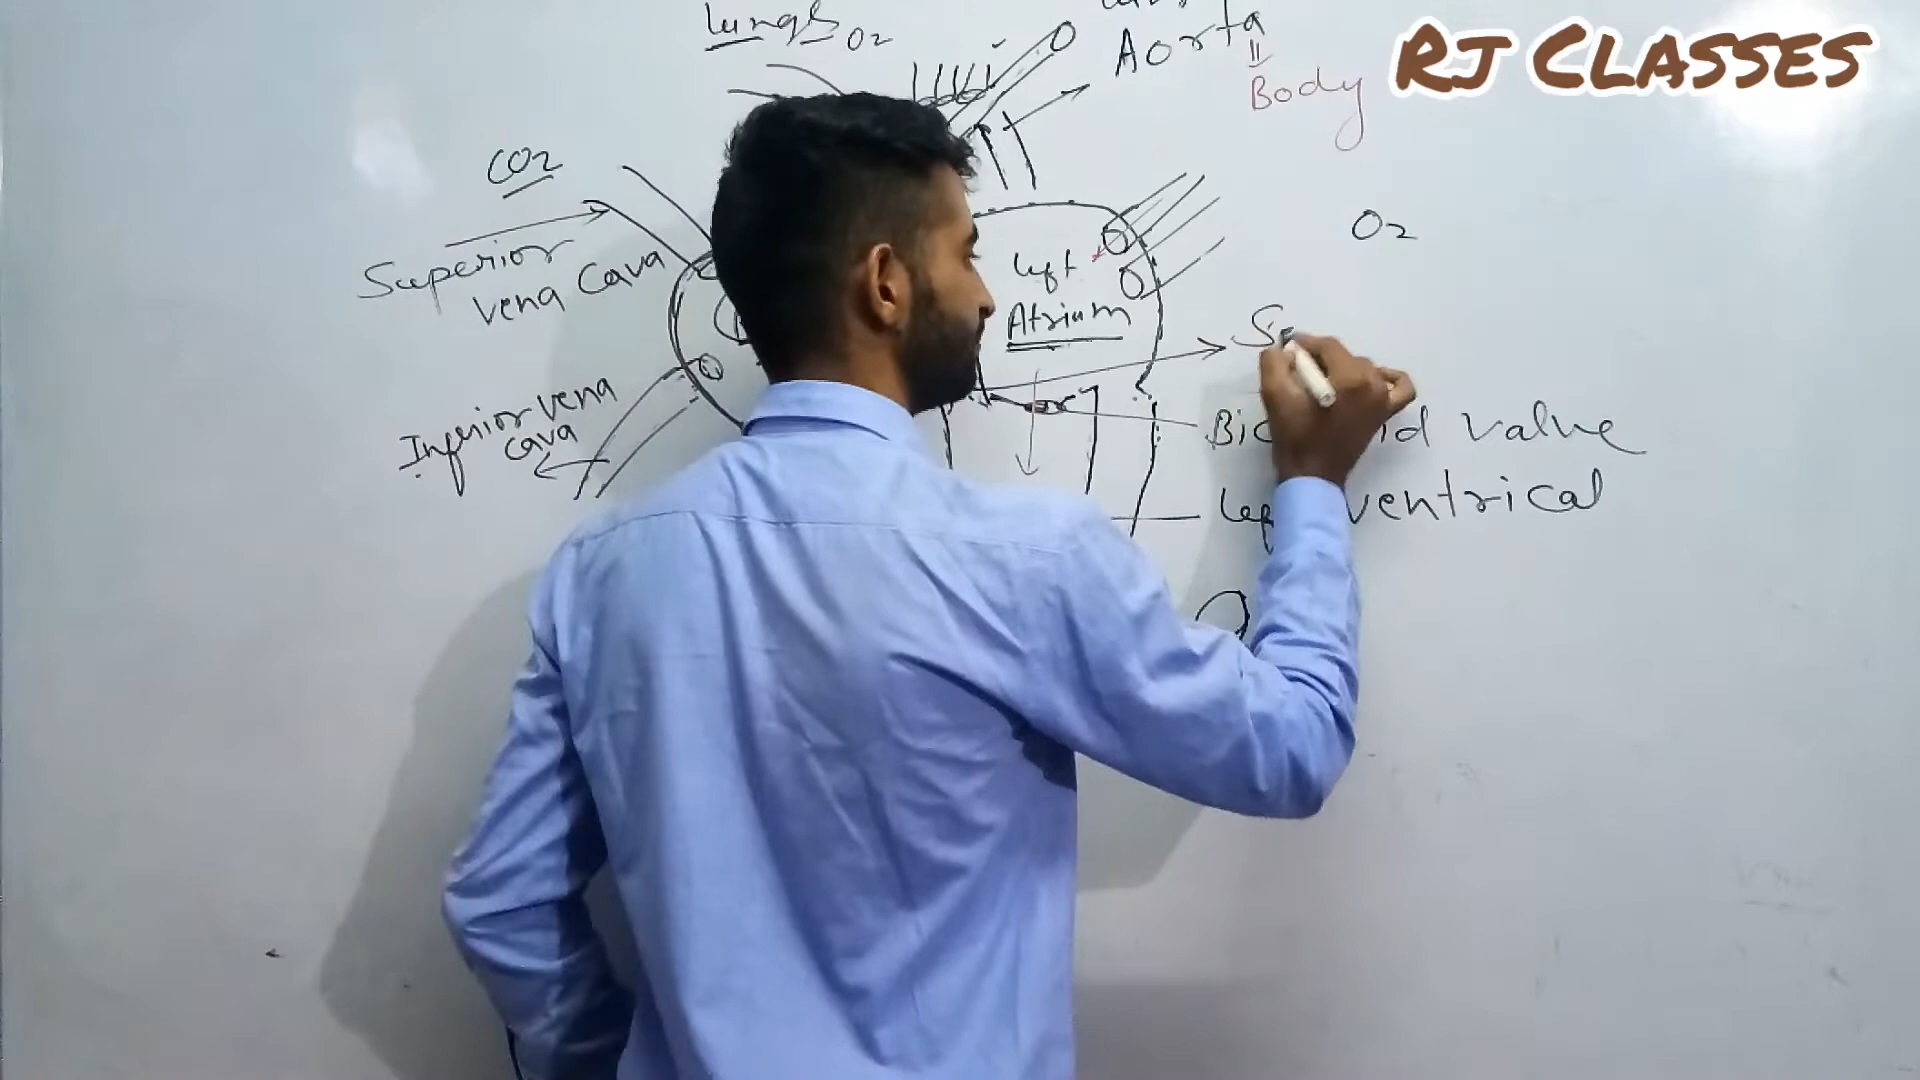 lungs O2
Aorta
=
Body
RJ CLASSES
CO2
O2
Superior
vena cava
left
Atrium
Inferior vena
cava
valve
ventrical